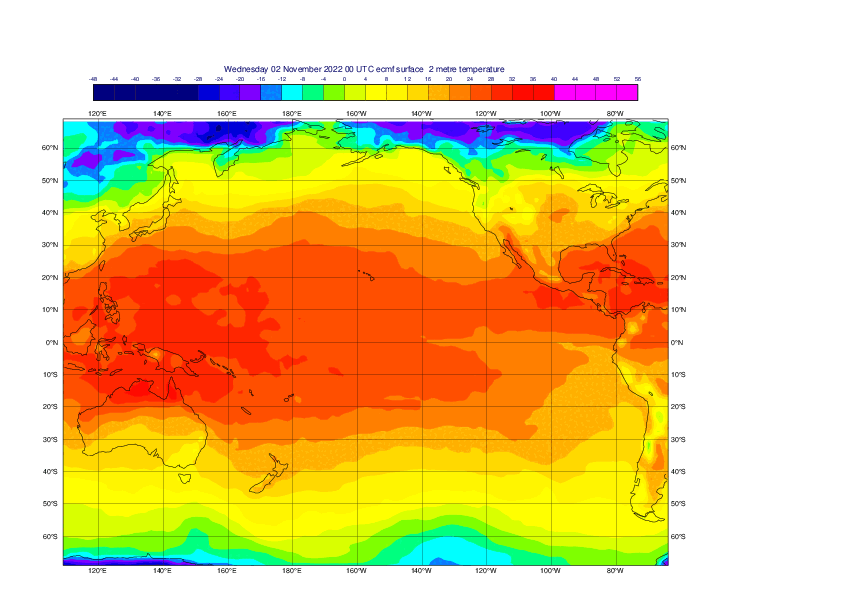 Wednesday 02 November 2022 00 UTC ecmf surface 2 metre temperature
-48 -44 -40 -36 -32 -28 -24 -20 -16 -12 -8 -4 0 4 8 12 16 20 24 28 32 36 40 44 48 52 56
120°E 140°E 160°E 180°E 160°W 140°W 120°W 100°W 80°W
60°N 60°N
50°N 50°N
40°N 40°N
30°N 30°N
20°N 20°N
10°N 10°N
0°N 0°N
10°S 10°S
20°S 20°S
30°S 30°S
40°S 40°S
50°S 50°S
60°S 60°S
120°E 140°E 160°E 180°E 160°W 140°W 120°W 100°W 80°W